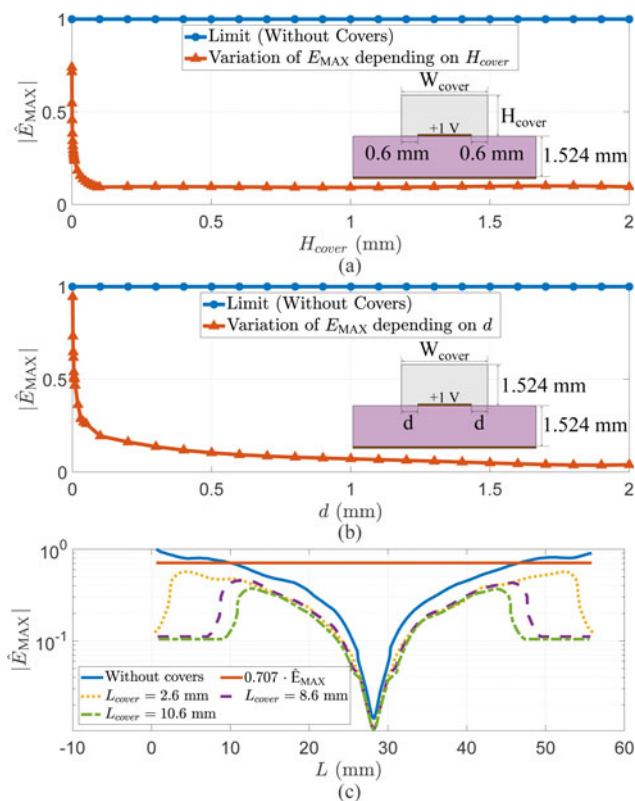 1
0.5
0
|Ê_MAX|
Limit (Without Covers)
Variation of E_MAX depending on H_cover
W_cover
H_cover
+1 V
0.6 mm
0.6 mm
1.524 mm
0 0.5 1 1.5 2
H_cover (mm)
(a)
1
0.5
0
|Ê_MAX|
Limit (Without Covers)
Variation of E_MAX depending on d
W_cover
1.524 mm
+1 V
d
d
1.524 mm
0 0.5 1 1.5 2
d (mm)
(b)
10^0
10^-1
|Ê_MAX|
Without covers
0.707 · Ê_MAX
L_cover = 2.6 mm
L_cover = 8.6 mm
L_cover = 10.6 mm
-10 0 10 20 30 40 50 60
L (mm)
(c)